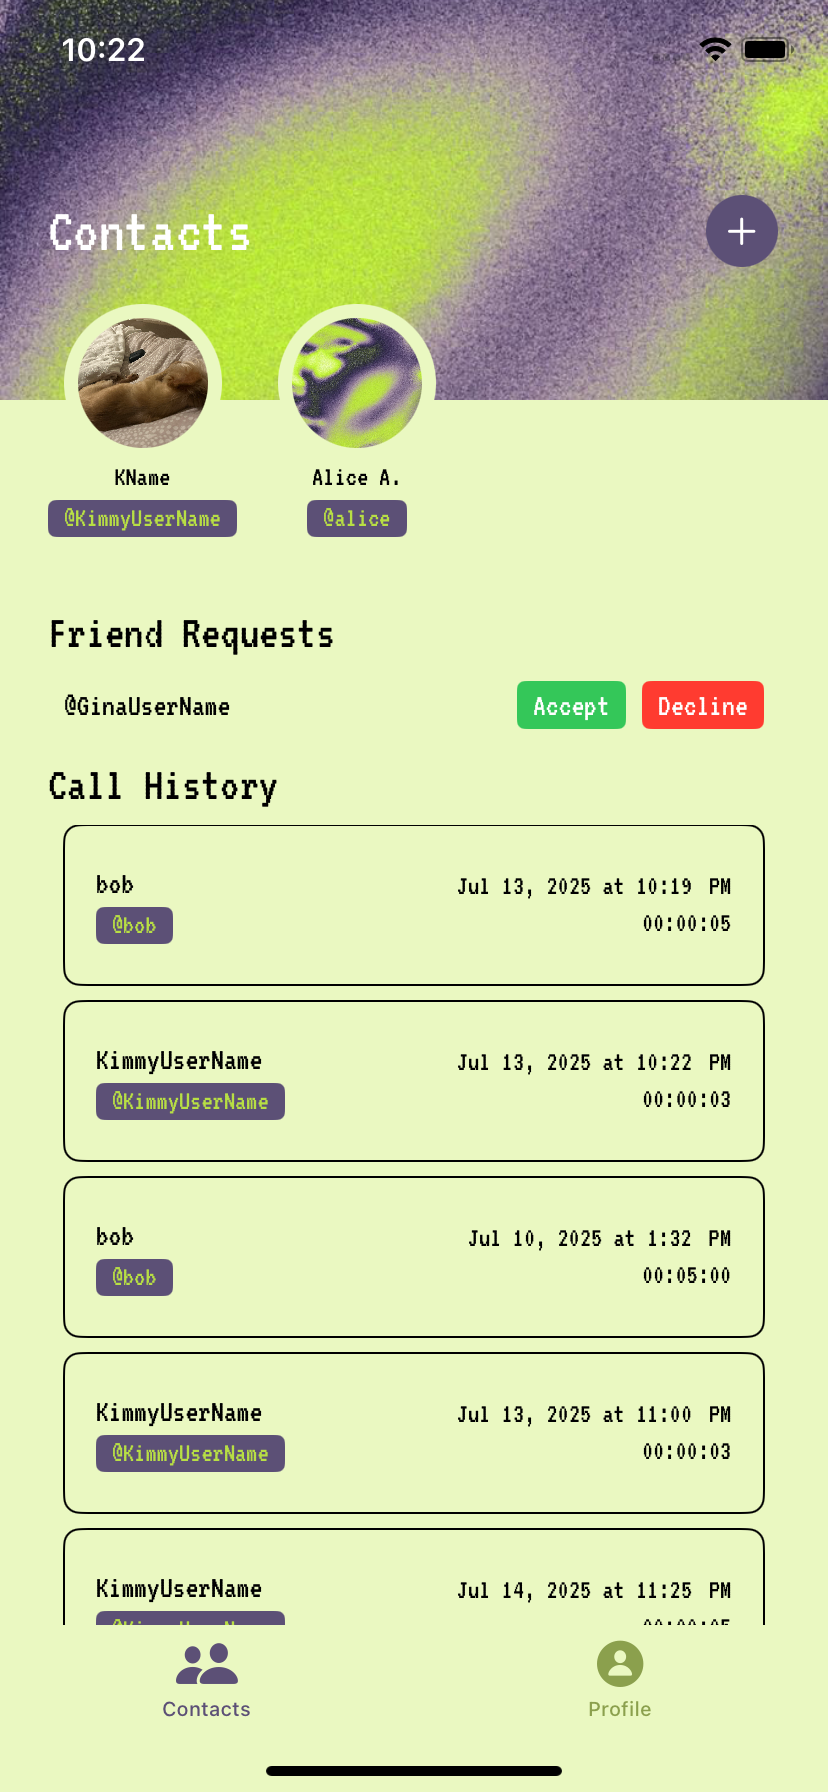 10:22
Contacts
KName
@KimmyUserName
Alice A.
@alice
Friend Requests
@GinaUserName
Accept
Decline
Call History
bob
Jul 13, 2025 at 10:19 PM
@bob
00:00:05
KimmyUserName
Jul 13, 2025 at 10:22 PM
@KimmyUserName
00:00:03
bob
Jul 10, 2025 at 1:32 PM
@bob
00:05:00
KimmyUserName
Jul 13, 2025 at 11:00 PM
@KimmyUserName
00:00:03
KimmyUserName
Jul 14, 2025 at 11:25 PM
Contacts
Profile